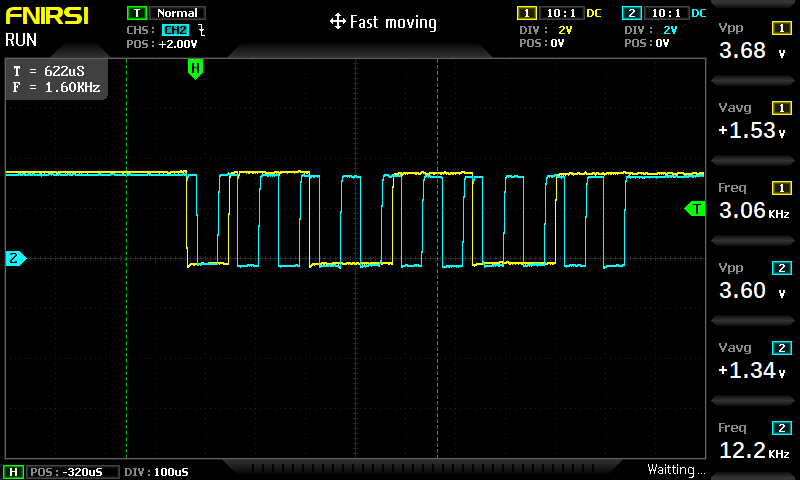 FNIRSI
RUN
T Normal
CHS: CH2
POS: +2.00V
Fast moving
1 10:1 DC
DIV: 2V
POS: 0V
2 10:1 DC
DIV: 2V
POS: 0V
T = 622uS
F = 1.60KHz
H
T
2
Vpp 1
3.68 v
Vavg 1
+1.53 v
Freq 1
3.06 KHz
Vpp 2
3.60 v
Vavg 2
+1.34 v
Freq 2
12.2 KHz
H POS: -320uS DIV: 100uS
Waitting...